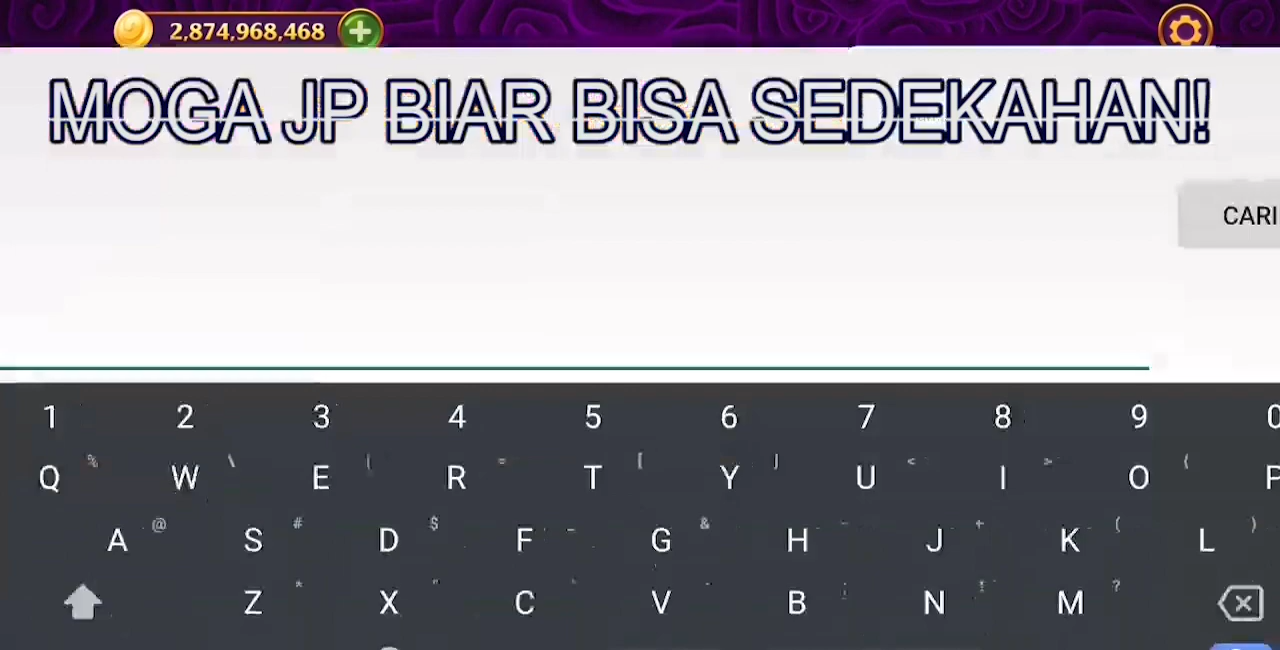 2,874,968,468
MOGA JP BIAR BISA SEDEKAHAN!
CARI
1 2 3 4 5 6 7 8 9 0
Q W E R T Y U I O P
A S D F G H J K L
Z X C V B N M